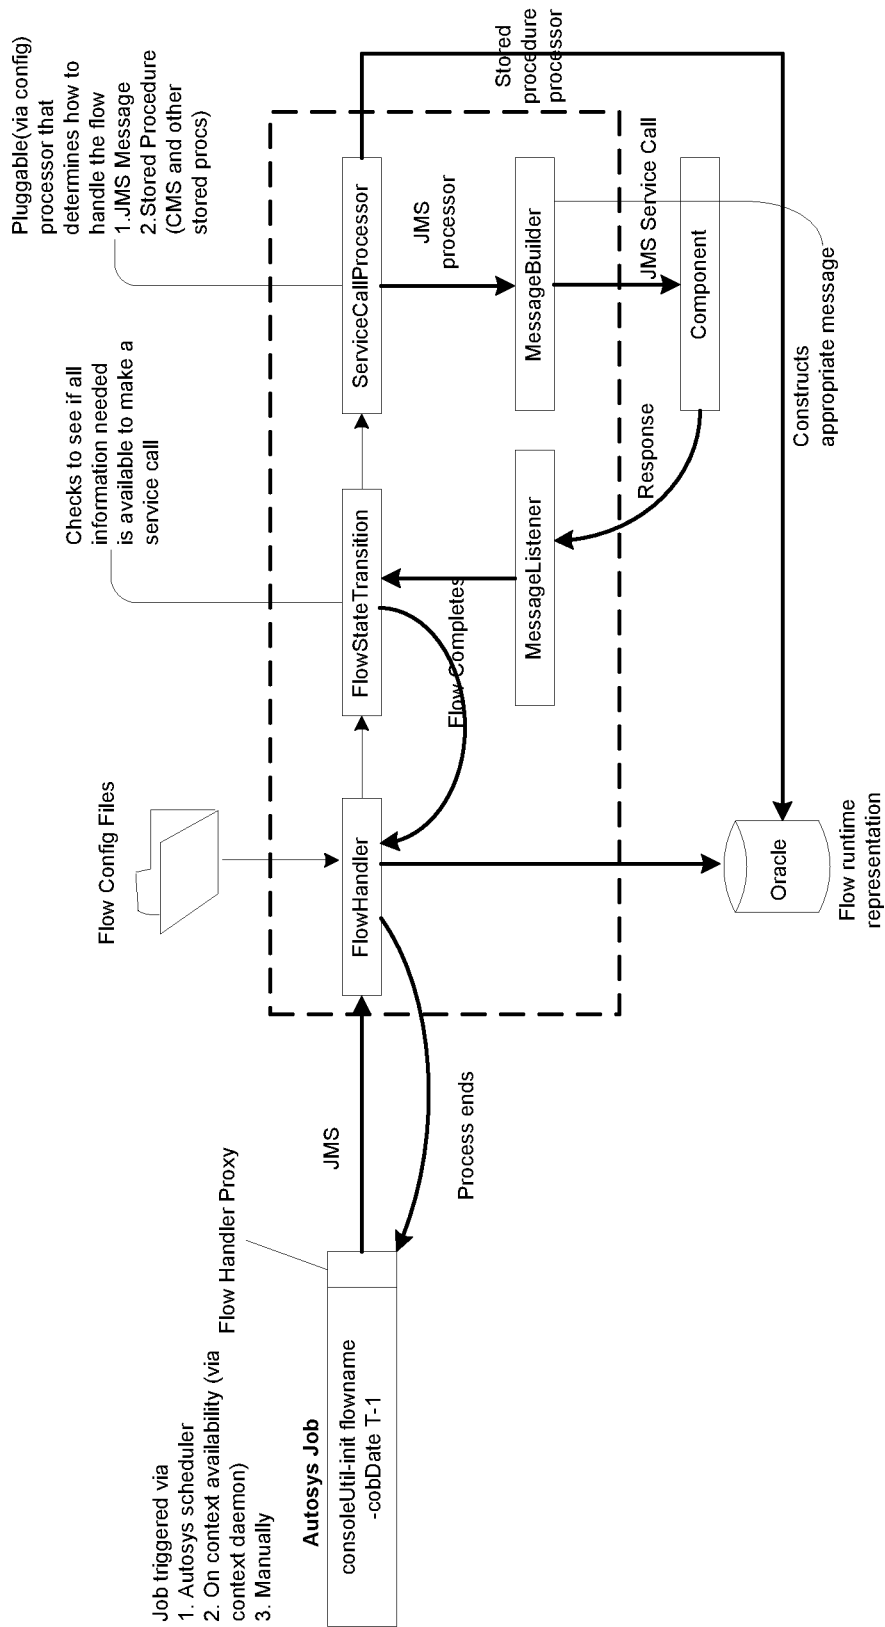 Job triggered via
1. Autosys scheduler
2. On context availability (via
context daemon)
3. Manually
Flow Handler Proxy
Autosys Job
consoleUtil-init flowname
-cobDate T-1
JMS
Process ends
Flow Config Files
FlowHandler
Checks to see if all
information needed
is available to make a
service call
FlowStateTransition
Flow Completes
Pluggable(via config)
processor that
determines how to
handle the flow
1.JMS Message
2.Stored Procedure
(CMS and other
stored procs)
ServiceCallProcessor
JMS
processor
Stored
procedure
processor
MessageListener
MessageBuilder
Response
JMS Service Call
Component
Constructs
appropriate message
Oracle
Flow runtime
representation